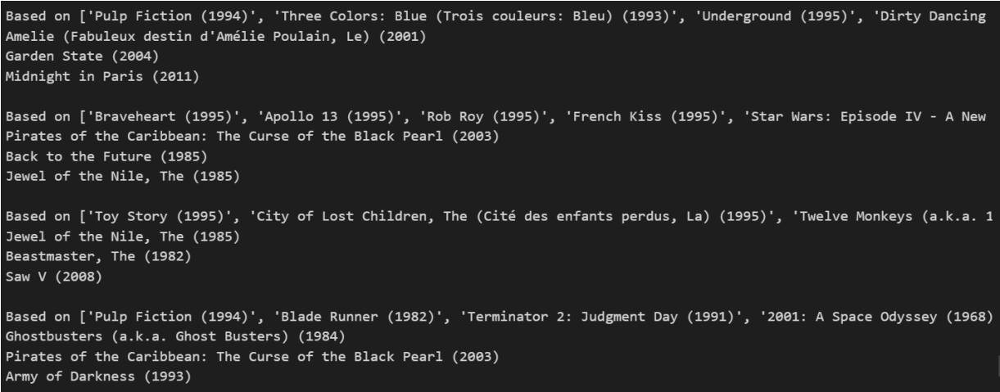 Based on ['Pulp Fiction (1994)', 'Three Colors: Blue (Trois couleurs: Bleu) (1993)', 'Underground (1995)', 'Dirty Dancing
Amelie (Fabuleux destin d'Amélie Poulain, Le) (2001)
Garden State (2004)
Midnight in Paris (2011)
Based on ['Braveheart (1995)', 'Apollo 13 (1995)', 'Rob Roy (1995)', 'French Kiss (1995)', 'Star Wars: Episode IV - A New
Pirates of the Caribbean: The Curse of the Black Pearl (2003)
Back to the Future (1985)
Jewel of the Nile, The (1985)
Based on ['Toy Story (1995)', 'City of Lost Children, The (Cité des enfants perdus, La) (1995)', 'Twelve Monkeys (a.k.a. 1
Jewel of the Nile, The (1985)
Beastmaster, The (1982)
Saw V (2008)
Based on ['Pulp Fiction (1994)', 'Blade Runner (1982)', 'Terminator 2: Judgment Day (1991)', '2001: A Space Odyssey (1968)
Ghostbusters (a.k.a. Ghost Busters) (1984)
Pirates of the Caribbean: The Curse of the Black Pearl (2003)
Army of Darkness (1993)